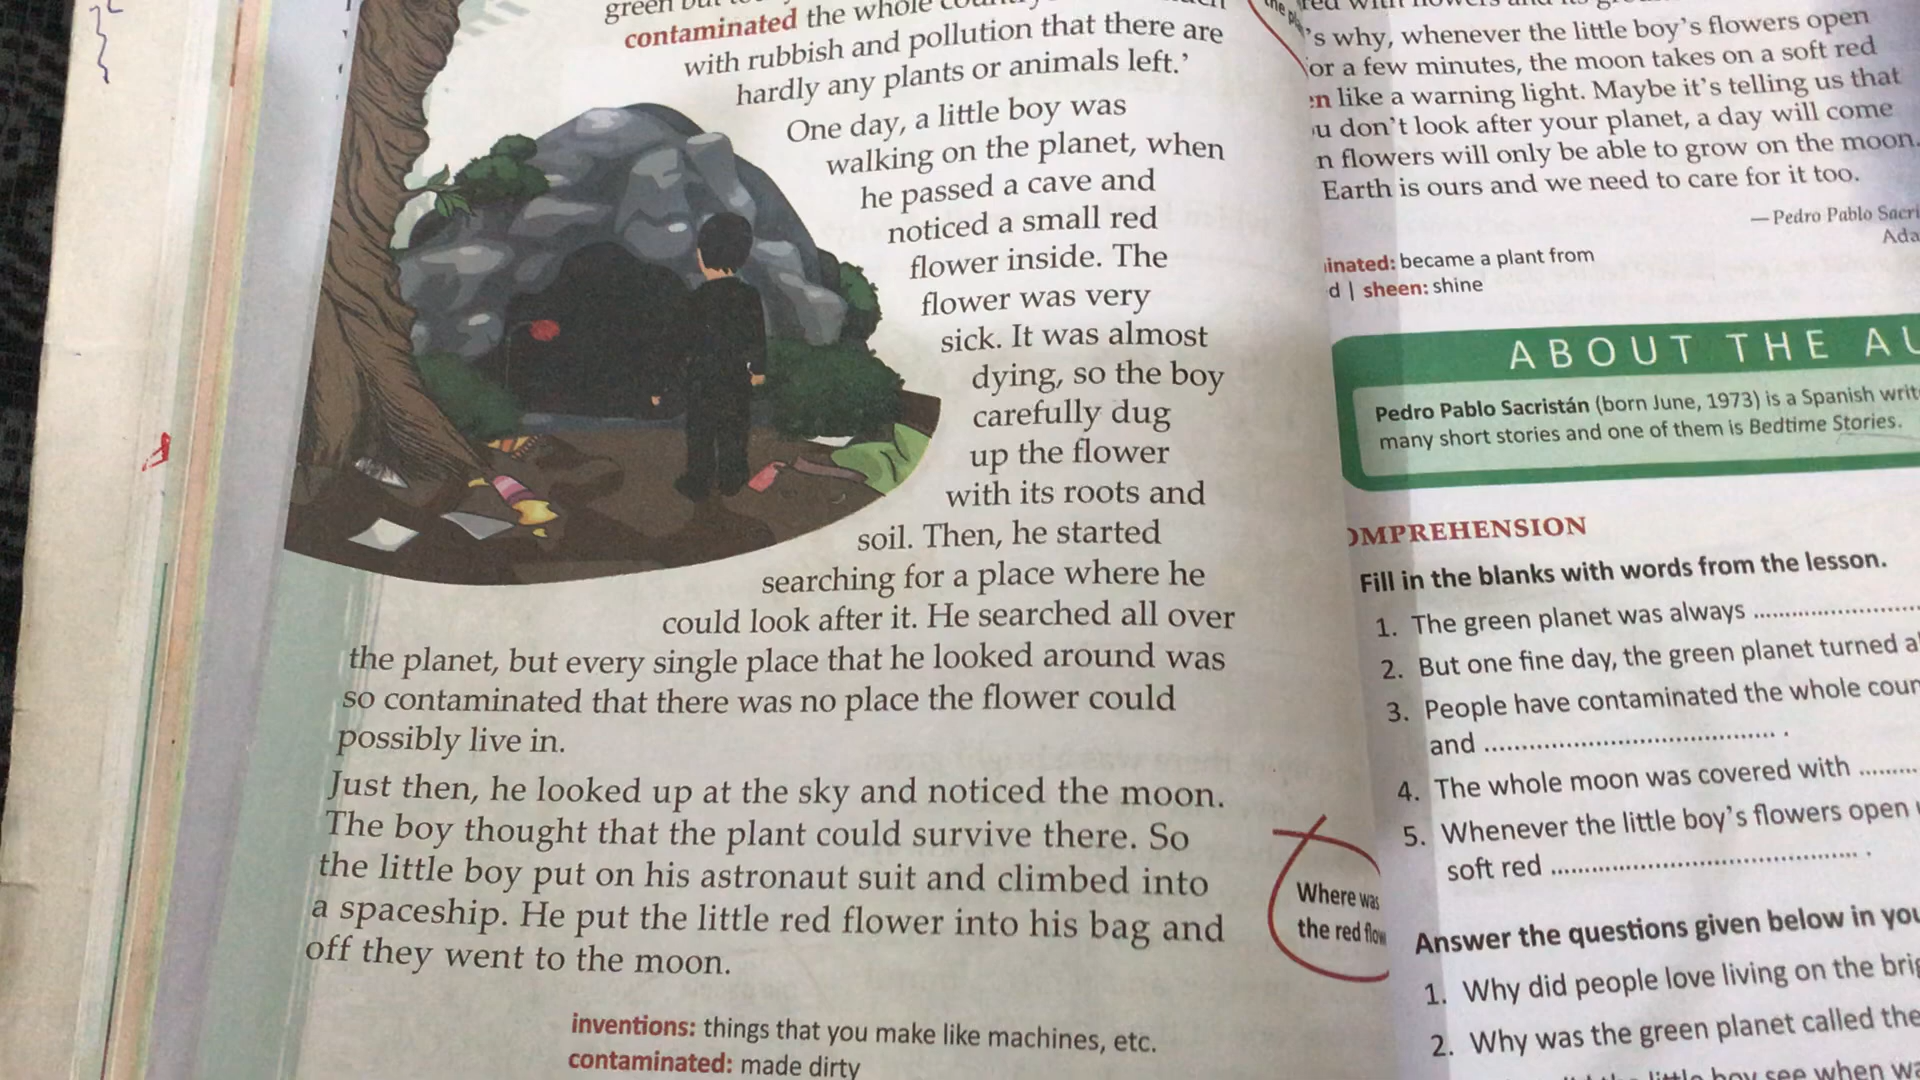 green
contaminated the whole
with rubbish and pollution that there are
hardly any plants or animals left.'
One day, a little boy was
walking on the planet, when
he passed a cave and
noticed a small red
flower inside. The
flower was very
sick. It was almost
dying, so the boy
carefully dug
up the flower
with its roots and
soil. Then, he started
searching for a place where he
could look after it. He searched all over
the planet, but every single place that he looked around was
so contaminated that there was no place the flower could
possibly live in.
Just then, he looked up at the sky and noticed the moon.
The boy thought that the plant could survive there. So
the little boy put on his astronaut suit and climbed into
a spaceship. He put the little red flower into his bag and
off they went to the moon.
inventions: things that you make like machines, etc.
contaminated: made dirty
Where was
the red
the
's why, whenever the little boy's flowers open
or a few minutes, the moon takes on a soft red
en like a warning light. Maybe it's telling us that
u don't look after your planet, a day will come
n flowers will only be able to grow on the moon.
Earth is ours and we need to care for it too.
— Pedro Pablo
inated: became a plant from
d | sheen: shine
ABOUT THE
Pedro Pablo Sacristán (born June, 1973) is a Spanish
many short stories and one of them is Bedtime Stories.
OMPREHENSION
Fill in the blanks with words from the lesson.
1. The green planet was always ....................
2. But one fine day, the green planet turned
3. People have contaminated the whole
and .................... .
4. The whole moon was covered with ..........
5. Whenever the little boy's flowers open
soft red .................... .
Answer the questions given below in
1. Why did people love living on the
2. Why was the green planet called the
little boy see when